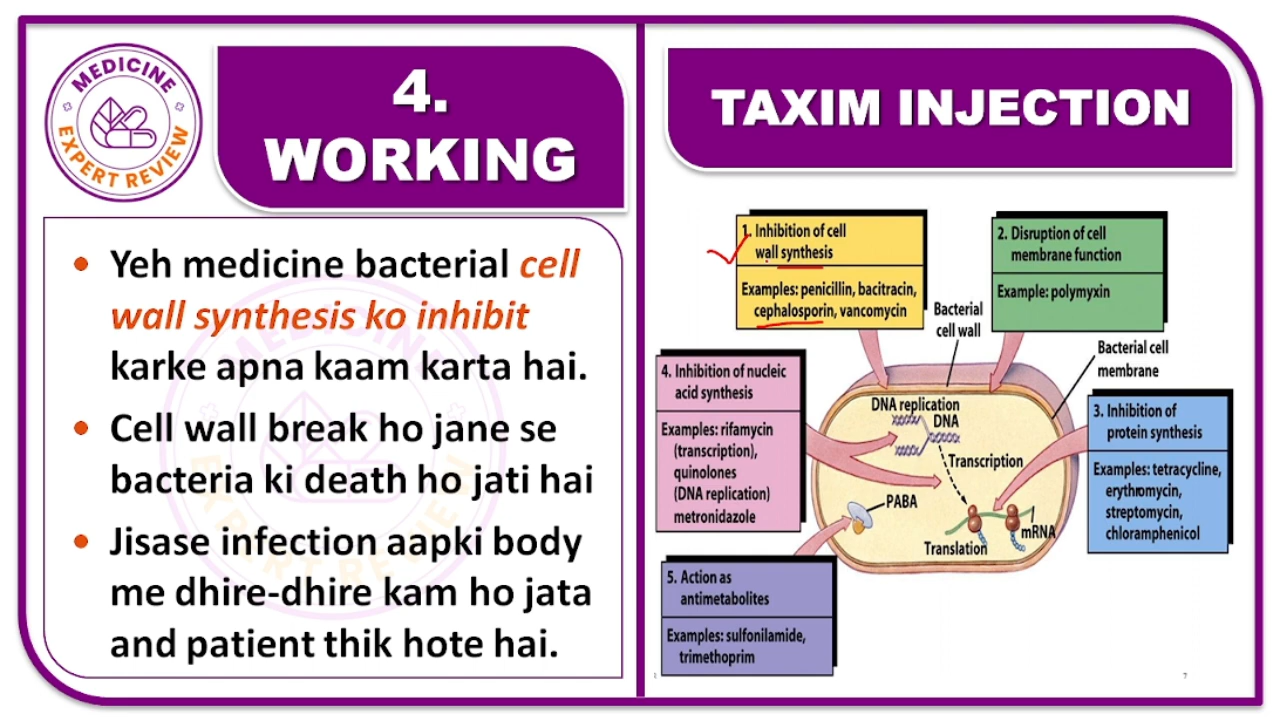 MEDICINE
EXPERT REVIEW
4.
WORKING
Yeh medicine bacterial cell
wall synthesis ko inhibit
karke apna kaam karta hai.
Cell wall break ho jane se
bacteria ki death ho jati hai
Jisase infection aapki body
me dhire-dhire kam ho jata
and patient thik hote hai.
TAXIM INJECTION
1. Inhibition of cell
wall synthesis
Examples: penicillin, bacitracin,
cephalosporin, vancomycin
2. Disruption of cell
membrane function
Example: polymyxin
Bacterial
cell wall
Bacterial cell
membrane
4. Inhibition of nucleic
acid synthesis
Examples: rifamycin
(transcription),
quinolones
(DNA replication)
metronidazole
DNA replication
DNA
Transcription
PABA
mRNA
Translation
3. Inhibition of
protein synthesis
Examples: tetracycline,
erythromycin,
streptomycin,
chloramphenicol
5. Action as
antimetabolites
Examples: sulfonilamide,
trimethoprim
1
7